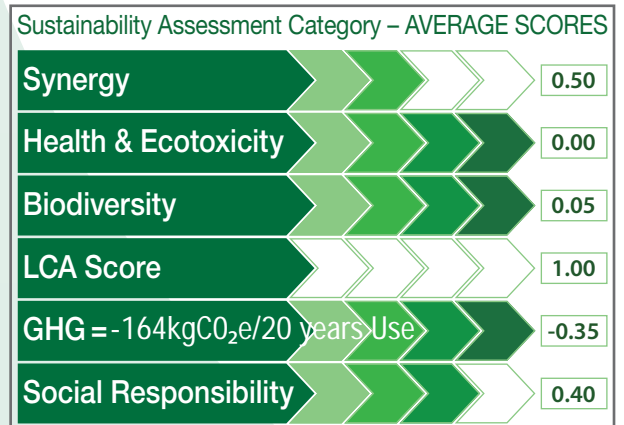 Sustainability Assessment Category – AVERAGE SCORES
Synergy 0.50
Health & Ecotoxicity 0.00
Biodiversity 0.05
LCA Score 1.00
GHG = -164kgC0₂e/20 years Use -0.35
Social Responsibility 0.40